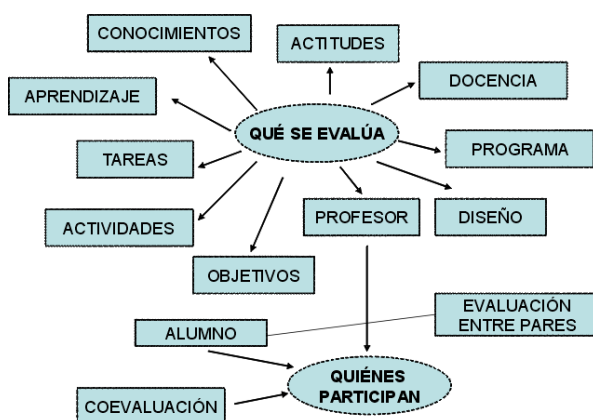 CONOCIMIENTOS
ACTITUDES
DOCENCIA
APRENDIZAJE
QUÉ SE EVALÚA
PROGRAMA
TAREAS
PROFESOR
DISEÑO
ACTIVIDADES
OBJETIVOS
EVALUACIÓN
ENTRE PARES
ALUMNO
QUIÉNES
PARTICIPAN
COEVALUACIÓN